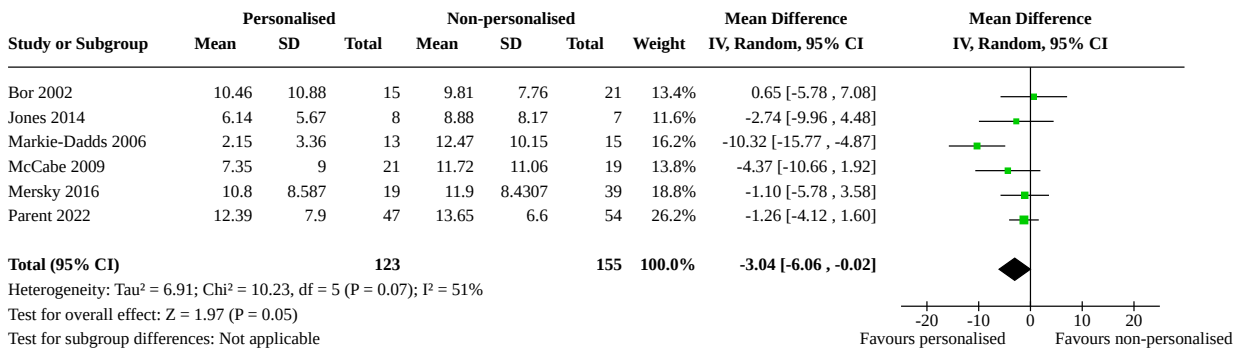 Personalised Non-personalised Mean Difference Mean Difference
Study or Subgroup Mean SD Total Mean SD Total Weight IV, Random, 95% CI IV, Random, 95% CI
Bor 2002 10.46 10.88 15 9.81 7.76 21 13.4% 0.65 [-5.78 , 7.08]
Jones 2014 6.14 5.67 8 8.88 8.17 7 11.6% -2.74 [-9.96 , 4.48]
Markie-Dadds 2006 2.15 3.36 13 12.47 10.15 15 16.2% -10.32 [-15.77 , -4.87]
McCabe 2009 7.35 9 21 11.72 11.06 19 13.8% -4.37 [-10.66 , 1.92]
Mersky 2016 10.8 8.587 19 11.9 8.4307 39 18.8% -1.10 [-5.78 , 3.58]
Parent 2022 12.39 7.9 47 13.65 6.6 54 26.2% -1.26 [-4.12 , 1.60]
Total (95% CI) 123 155 100.0% -3.04 [-6.06 , -0.02]
Heterogeneity: Tau² = 6.91; Chi² = 10.23, df = 5 (P = 0.07); I² = 51%
Test for overall effect: Z = 1.97 (P = 0.05) -20 -10 0 10 20
Test for subgroup differences: Not applicable Favours personalised Favours non-personalised